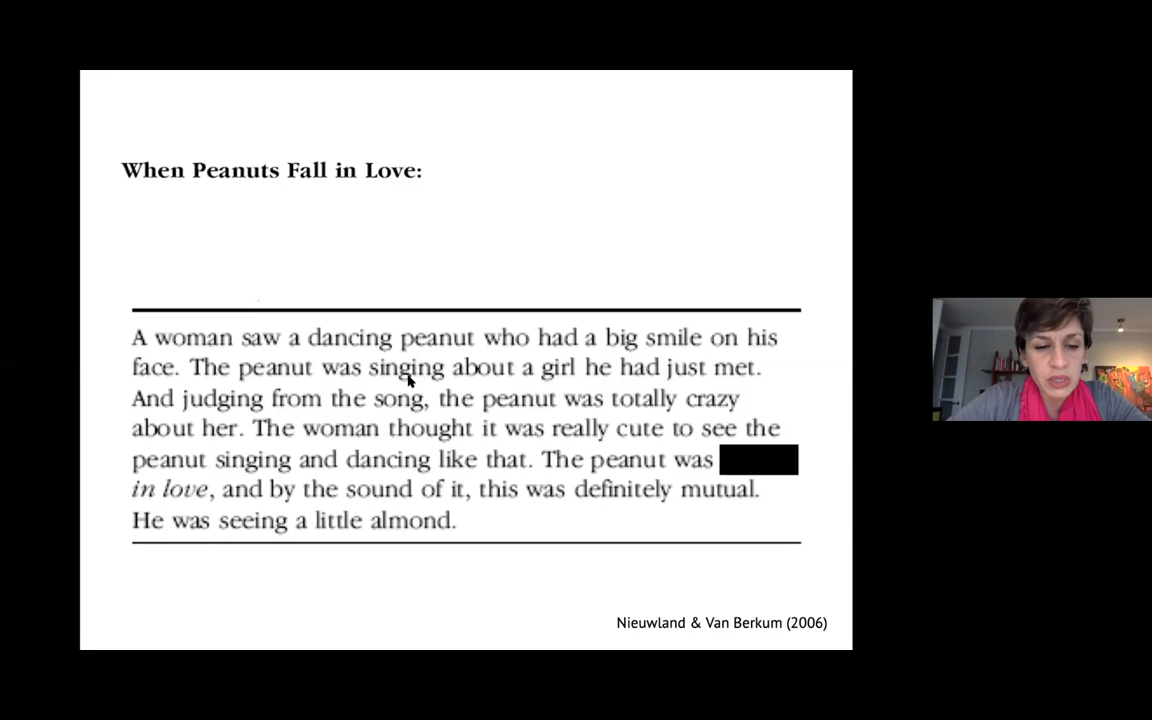 When Peanuts Fall in Love:
A woman saw a dancing peanut who had a big smile on his
face. The peanut was singing about a girl he had just met.
And judging from the song, the peanut was totally crazy
about her. The woman thought it was really cute to see the
peanut singing and dancing like that. The peanut was
in love, and by the sound of it, this was definitely mutual.
He was seeing a little almond.
Nieuwland & Van Berkum (2006)